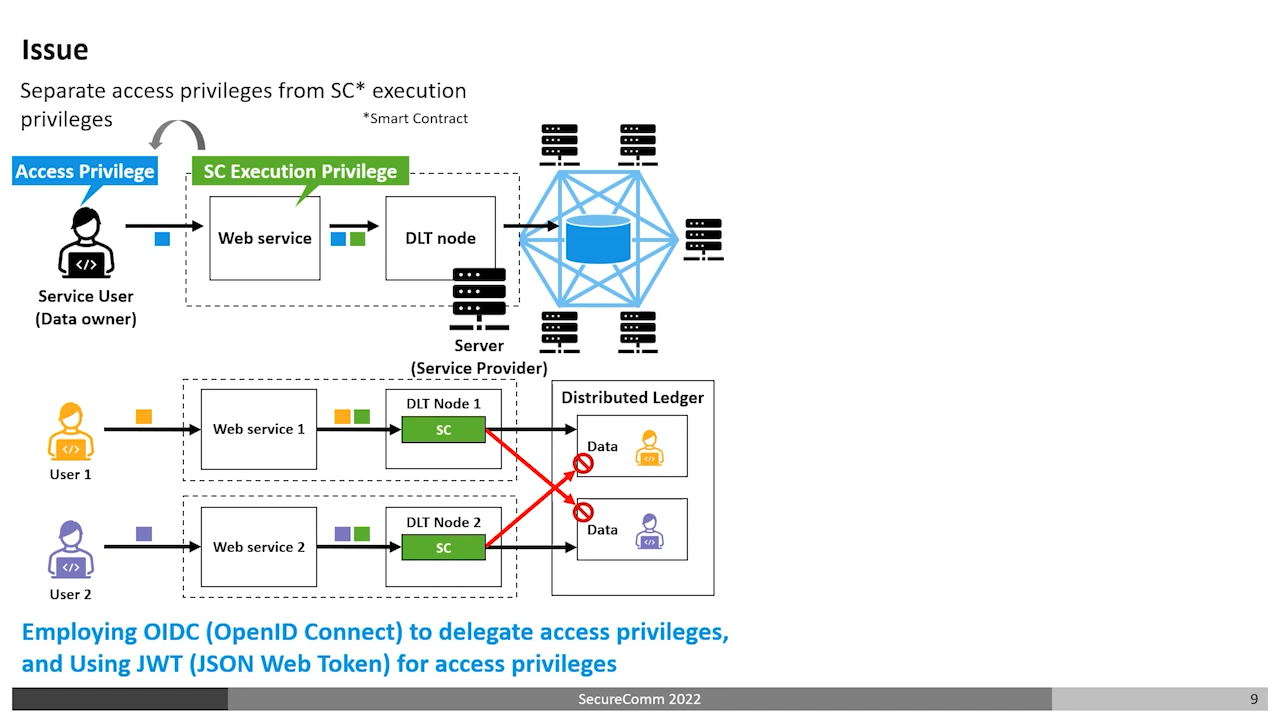 Issue
Separate access privileges from SC* execution
privileges
*Smart Contract
Access Privilege
SC Execution Privilege
Web service
DLT node
Service User
(Data owner)
Server
(Service Provider)
Distributed Ledger
DLT Node 1
Web service 1
SC
Data
User 1
DLT Node 2
Web service 2
SC
Data
User 2
Employing OIDC (OpenID Connect) to delegate access privileges,
and Using JWT (JSON Web Token) for access privileges
SecureComm 2022
9